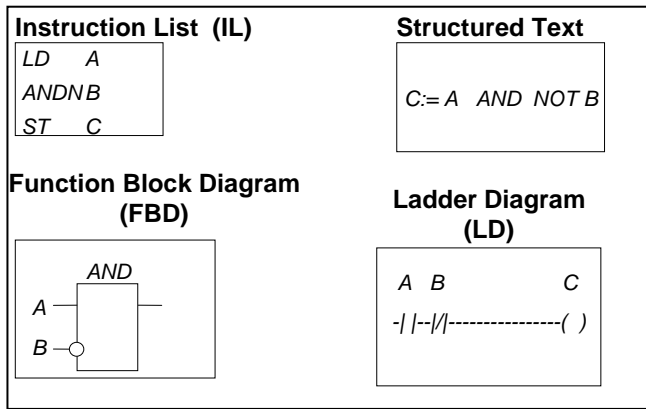 Instruction List (IL)
LD A
ANDN B
ST C
Structured Text
C:= A AND NOT B
Function Block Diagram
(FBD)
AND
A
B
Ladder Diagram
(LD)
A B C
-| |--|/|----------------( )